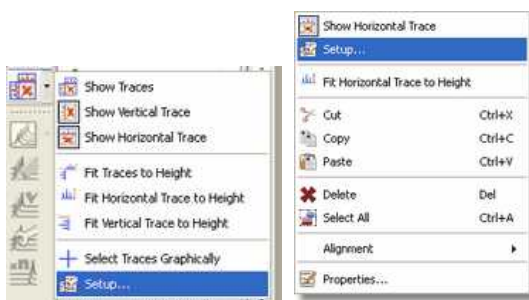 Show Traces
Show Vertical Trace
Show Horizontal Trace
Fit Traces to Height
Fit Horizontal Trace to Height
Fit Vertical Trace to Height
Select Traces Graphically
Setup...
Show Horizontal Trace
Setup...
Fit Horizontal Trace to Height
Cut Ctrl+X
Copy Ctrl+C
Paste Ctrl+V
Delete Del
Select All Ctrl+A
Alignment
Properties...